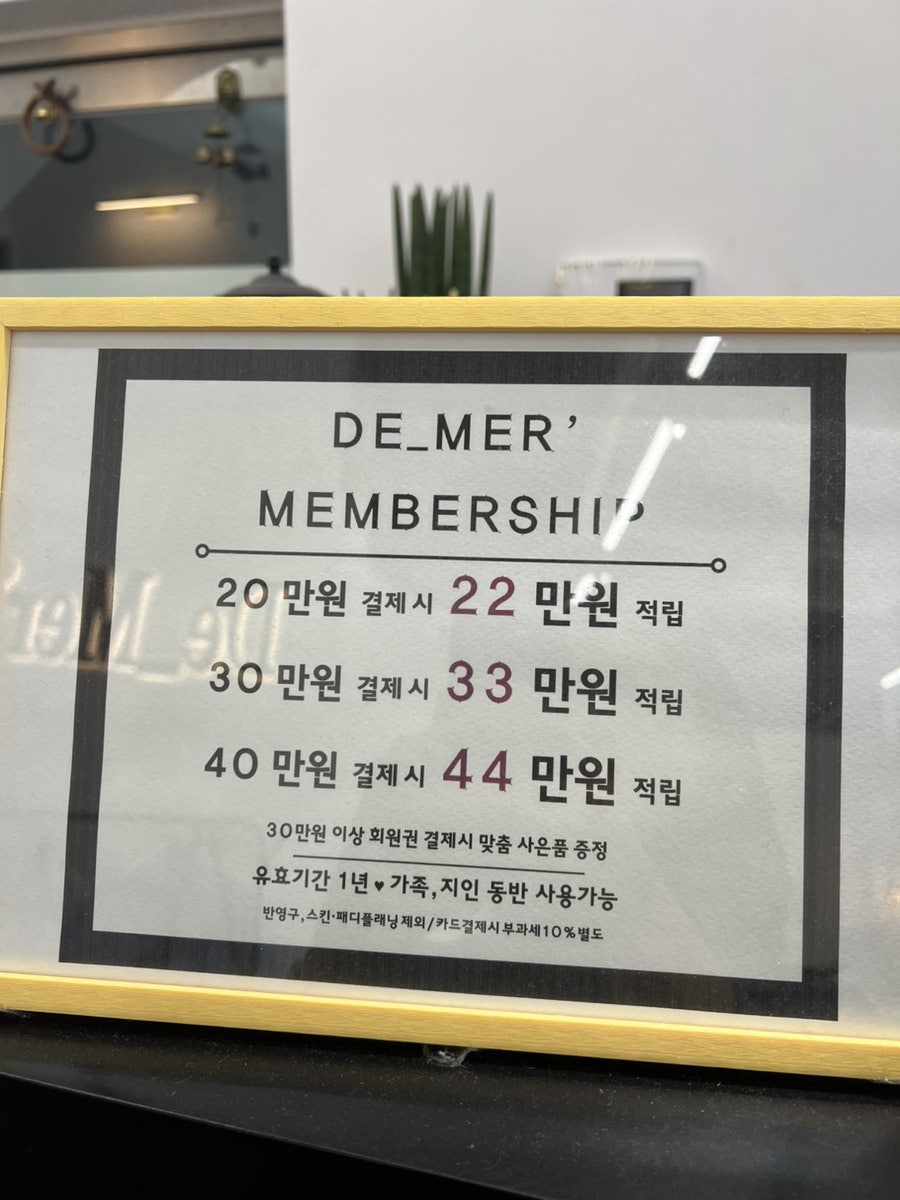 DE_MER’
MEMBERSHIP
20 만원 결제시 22 만원 적립
30 만원 결제시 33 만원 적립
40 만원 결제시 44 만원 적립
30만원 이상 회원권 결제시 맞춤 사은품 증정
유효기간 1년 ♥ 가족,지인 동반 사용가능
반영구,스킨·패디플래닝제외/카드결제시부과세10%별도